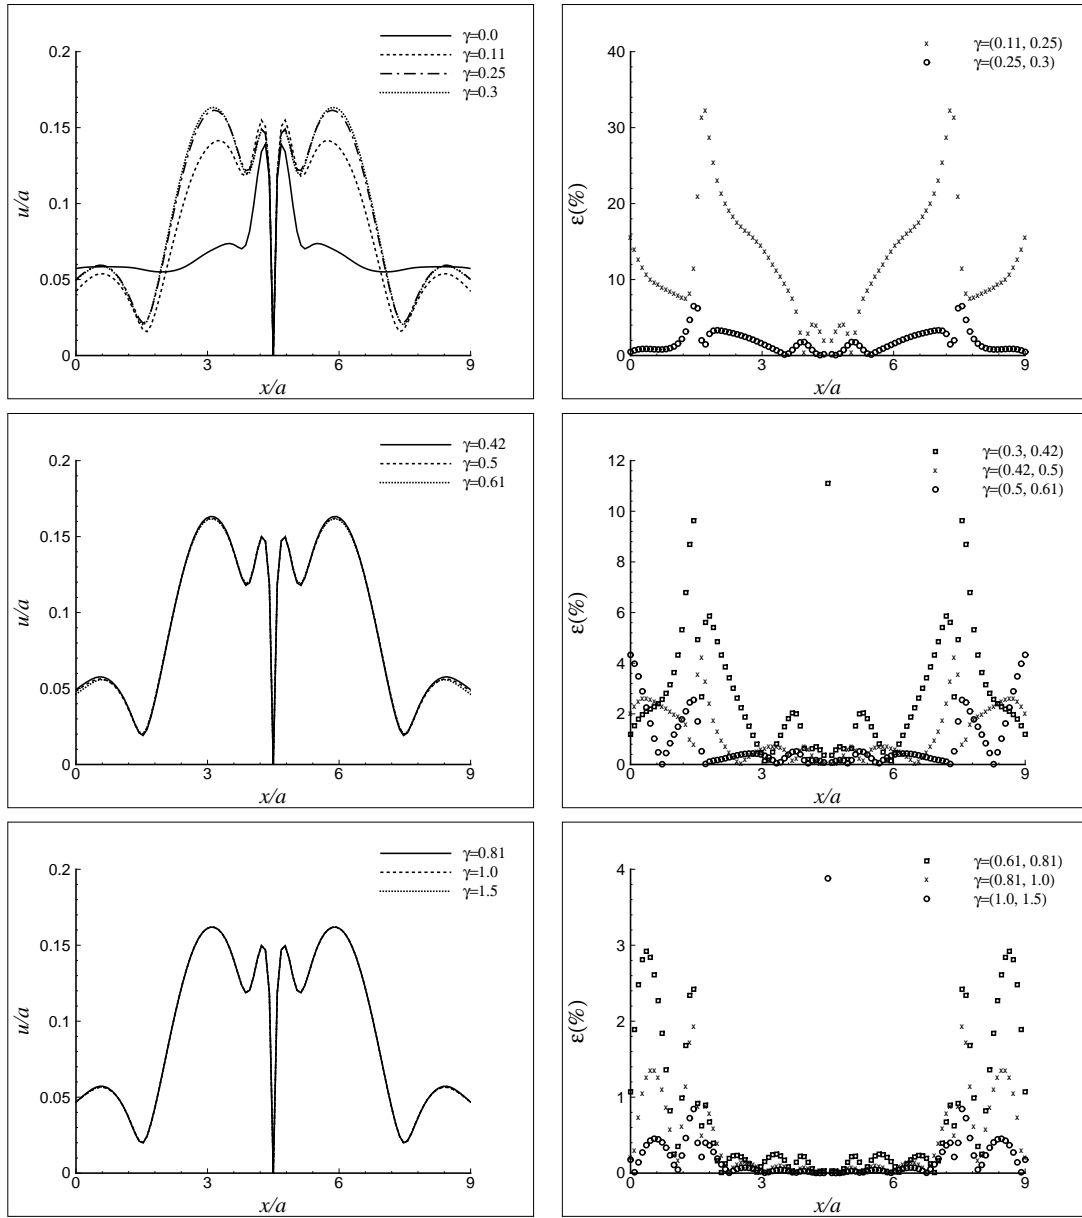 γ=0.0
γ=0.11
γ=0.25
γ=0.3
u/a
0.2
0.15
0.1
0.05
0
0 3 6 9
x/a
γ=(0.11, 0.25)
γ=(0.25, 0.3)
ε(%)
40
30
20
10
0
0 3 6 9
x/a
γ=0.42
γ=0.5
γ=0.61
u/a
0.2
0.15
0.1
0.05
0
0 3 6 9
x/a
γ=(0.3, 0.42)
γ=(0.42, 0.5)
γ=(0.5, 0.61)
ε(%)
12
10
8
6
4
2
0
0 3 6 9
x/a
γ=0.81
γ=1.0
γ=1.5
u/a
0.2
0.15
0.1
0.05
0
0 3 6 9
x/a
γ=(0.61, 0.81)
γ=(0.81, 1.0)
γ=(1.0, 1.5)
ε(%)
4
3
2
1
0
0 3 6 9
x/a